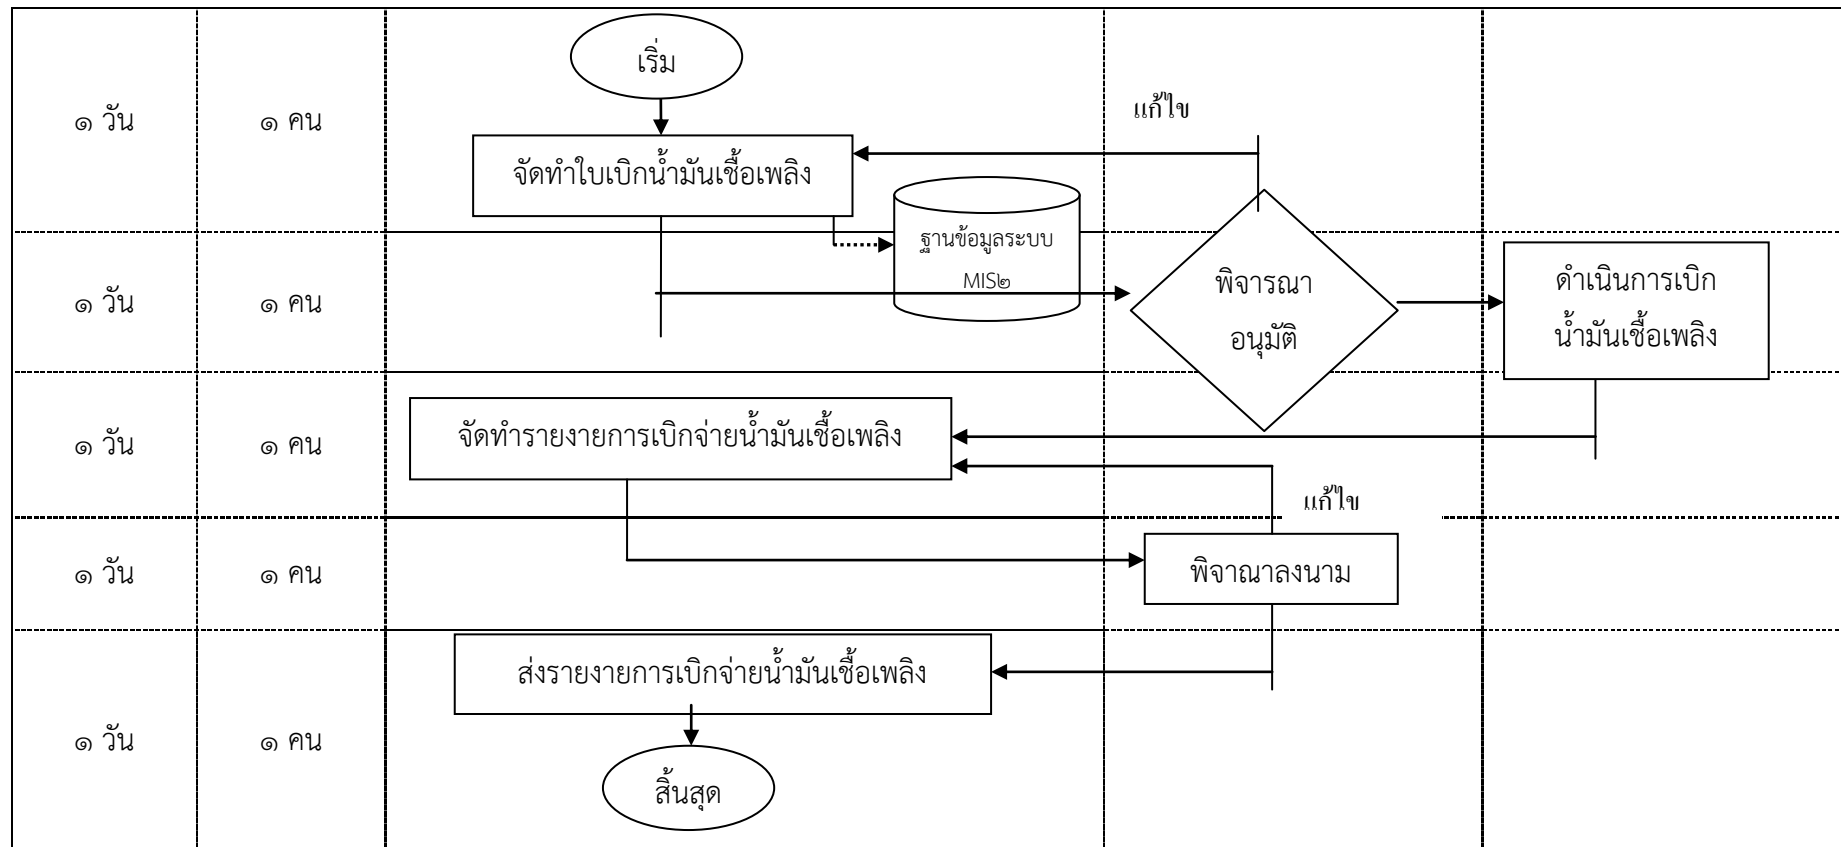 เริ่ม
๑ วัน
๑ คน
แก้ไข
จัดทำใบเบิกน้ำมันเชื้อเพลิง
ฐานข้อมูลระบบ
MIS๒
๑ วัน
๑ คน
พิจารณา
อนุมัติ
ดำเนินการเบิก
น้ำมันเชื้อเพลิง
๑ วัน
๑ คน
จัดทำรายงายการเบิกจ่ายน้ำมันเชื้อเพลิง
แก้ไข
๑ วัน
๑ คน
พิจาณาลงนาม
ส่งรายงายการเบิกจ่ายน้ำมันเชื้อเพลิง
๑ วัน
๑ คน
สิ้นสุด